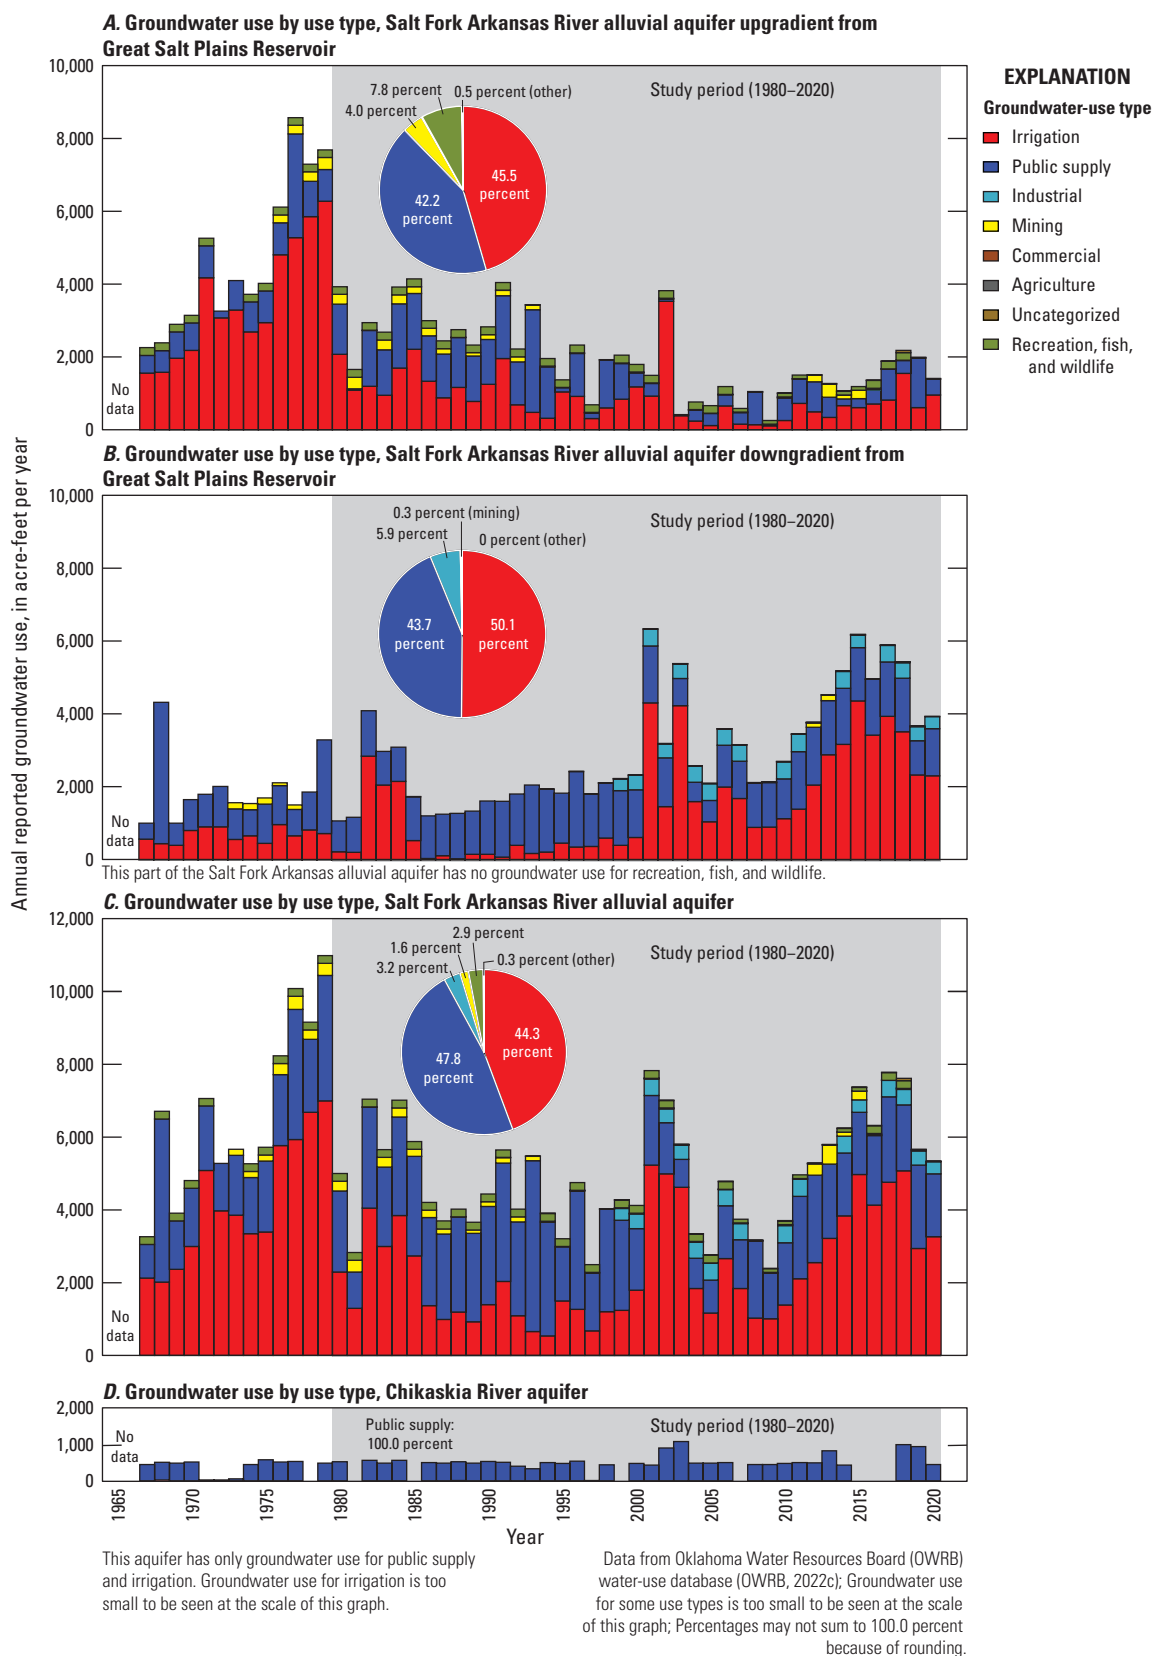 A. Groundwater use by use type, Salt Fork Arkansas River alluvial aquifer upgradient from
Great Salt Plains Reservoir
10,000
8,000
6,000
4,000
2,000
0
No
data
7.8 percent
0.5 percent (other)
4.0 percent
45.5
percent
42.2
percent
Study period (1980–2020)
EXPLANATION
Groundwater-use type
Irrigation
Public supply
Industrial
Mining
Commercial
Agriculture
Uncategorized
Recreation, fish,
and wildlife
Annual reported groundwater use, in acre-feet per year
B. Groundwater use by use type, Salt Fork Arkansas River alluvial aquifer downgradient from
Great Salt Plains Reservoir
10,000
8,000
6,000
4,000
2,000
0
No
data
0.3 percent (mining)
5.9 percent
0 percent (other)
43.7
percent
50.1
percent
Study period (1980–2020)
This part of the Salt Fork Arkansas alluvial aquifer has no groundwater use for recreation, fish, and wildlife.
C. Groundwater use by use type, Salt Fork Arkansas River alluvial aquifer
12,000
10,000
8,000
6,000
4,000
2,000
0
No
data
2.9 percent
1.6 percent
0.3 percent (other)
3.2 percent
44.3
percent
47.8
percent
Study period (1980–2020)
D. Groundwater use by use type, Chikaskia River aquifer
2,000
1,000
0
No
data
Public supply:
100.0 percent
Study period (1980–2020)
1965
1970
1975
1980
1985
1990
1995
2000
2005
2010
2015
2020
Year
This aquifer has only groundwater use for public supply
and irrigation. Groundwater use for irrigation is too
small to be seen at the scale of this graph.
Data from Oklahoma Water Resources Board (OWRB)
water-use database (OWRB, 2022c); Groundwater use
for some use types is too small to be seen at the scale
of this graph; Percentages may not sum to 100.0 percent
because of rounding.